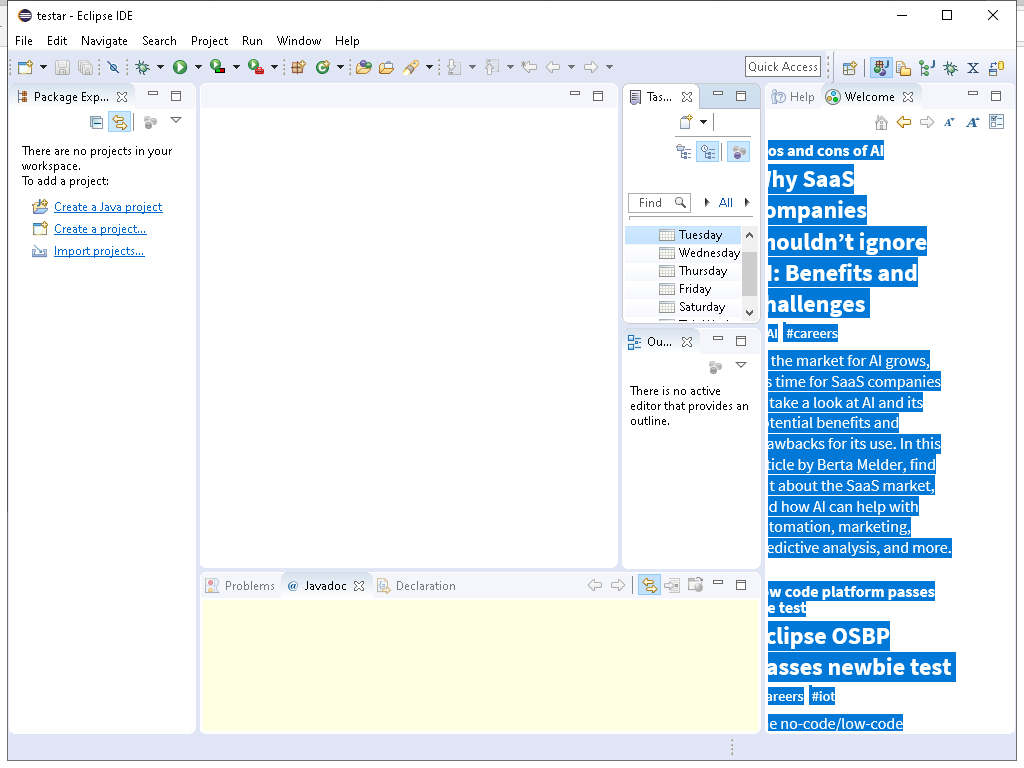 testar - Eclipse IDE
File Edit Navigate Search Project Run Window Help
Quick Access
Package Exp...
There are no projects in your
workspace.
To add a project:
Create a Java project
Create a project...
Import projects...
Tas...
Find All
Tuesday
Wednesday
Thursday
Friday
Saturday
Ou...
There is no active
editor that provides an
outline.
Problems @ Javadoc Declaration
Help Welcome
os and cons of AI
hy SaaS
ompanies
houldn’t ignore
I: Benefits and
hallenges
AI #careers
the market for AI grows,
s time for SaaS companies
take a look at AI and its
tential benefits and
awbacks for its use. In this
ticle by Berta Melder, find
t about the SaaS market,
d how AI can help with
tomation, marketing,
edictive analysis, and more.
ow code platform passes
e test
clipse OSBP
asses newbie test
areers #iot
e no-code/low-code